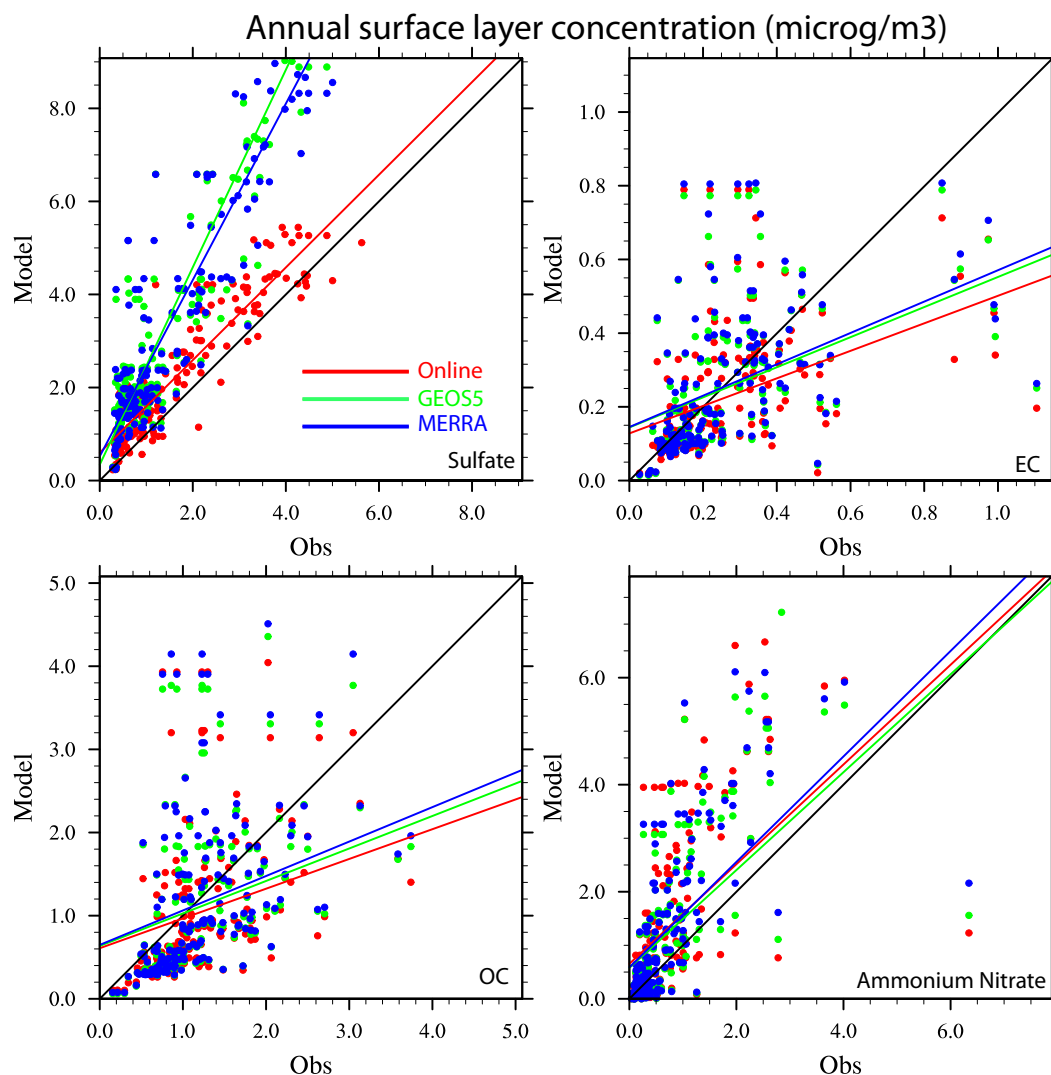 Annual surface layer concentration (microg/m3)
Model
8.0
6.0
4.0
2.0
0.0
Online
GEOS5
MERRA
Sulfate
0.0 2.0 4.0 6.0 8.0
Obs
Model
1.0
0.8
0.6
0.4
0.2
0.0
EC
0.0 0.2 0.4 0.6 0.8 1.0
Obs
Model
5.0
4.0
3.0
2.0
1.0
0.0
OC
0.0 1.0 2.0 3.0 4.0 5.0
Obs
Model
6.0
4.0
2.0
0.0
Ammonium Nitrate
0.0 2.0 4.0 6.0
Obs